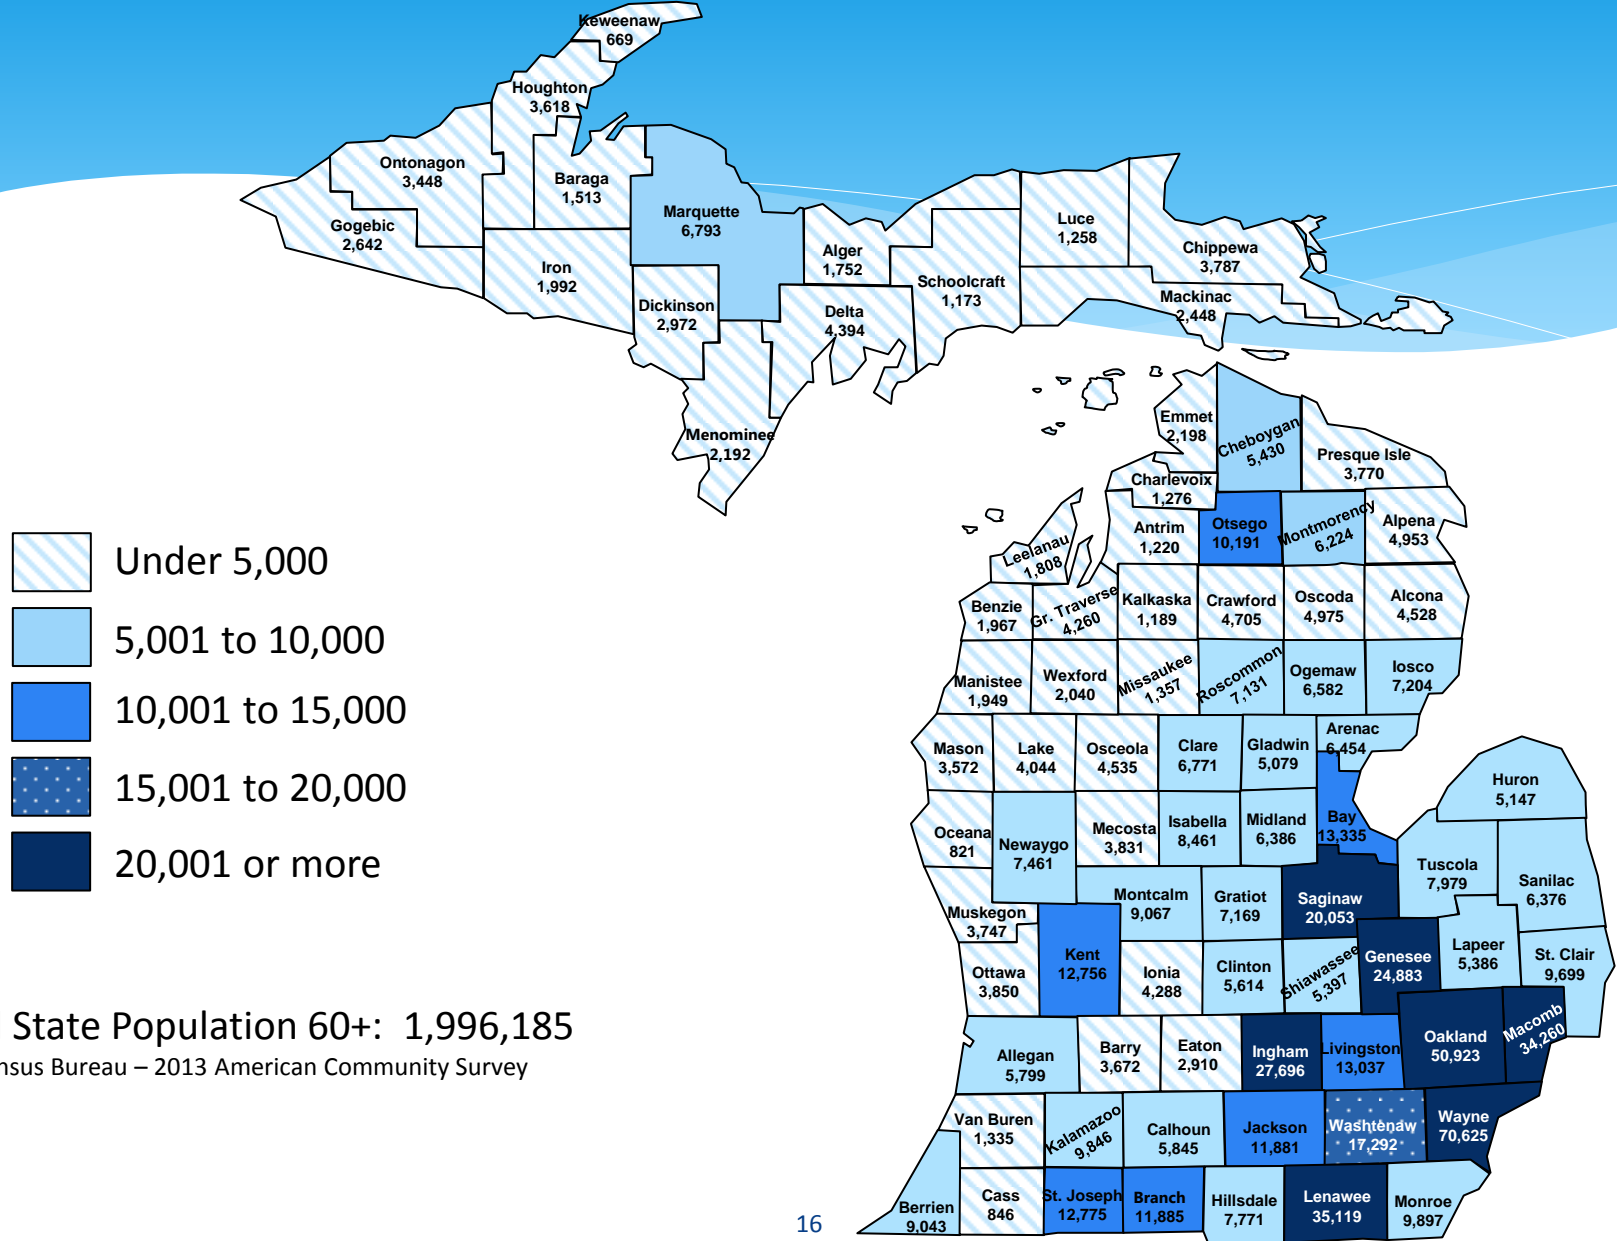 Keweenaw
669
Houghton
3,618
Ontonagon
3,448
Baraga
1,513
Gogebic
2,642
Marquette
6,793
Iron
1,992
Dickinson
2,972
Alger
1,752
Luce
1,258
Chippewa
3,787
Schoolcraft
1,173
Mackinac
2,448
Delta
4,394
Menominee
2,192
Emmet
2,198
Cheboygan
5,430
Presque Isle
3,770
Charlevoix
1,276
Antrim
1,220
Otsego
10,191
Montmorency
6,224
Alpena
4,953
Leelanau
1,808
Benzie
1,967
Gr. Traverse
4,260
Kalkaska
1,189
Crawford
4,705
Oscoda
4,975
Alcona
4,528
Manistee
1,949
Wexford
2,040
Missaukee
1,357
Roscommon
7,131
Ogemaw
6,582
Iosco
7,204
Mason
3,572
Lake
4,044
Osceola
4,535
Clare
6,771
Gladwin
5,079
Arenac
6,454
Huron
5,147
Oceana
821
Newaygo
7,461
Mecosta
3,831
Isabella
8,461
Midland
6,386
Bay
13,335
Tuscola
7,979
Sanilac
6,376
Muskegon
3,747
Montcalm
9,067
Gratiot
7,169
Saginaw
20,053
Ottawa
3,850
Kent
12,756
Ionia
4,288
Clinton
5,614
Shiawassee
5,397
Genesee
24,883
Lapeer
5,386
St. Clair
9,699
Allegan
5,799
Barry
3,672
Eaton
2,910
Ingham
27,696
Livingston
13,037
Oakland
50,923
Macomb
34,260
Van Buren
1,335
Kalamazoo
9,846
Calhoun
5,845
Jackson
11,881
Washtenaw
17,292
Wayne
70,625
Berrien
9,043
Cass
846
St. Joseph
12,775
Branch
11,885
Hillsdale
7,771
Lenawee
35,119
Monroe
9,897
Under 5,000
5,001 to 10,000
10,001 to 15,000
15,001 to 20,000
20,001 or more
State Population 60+: 1,996,185
nsus Bureau – 2013 American Community Survey
16